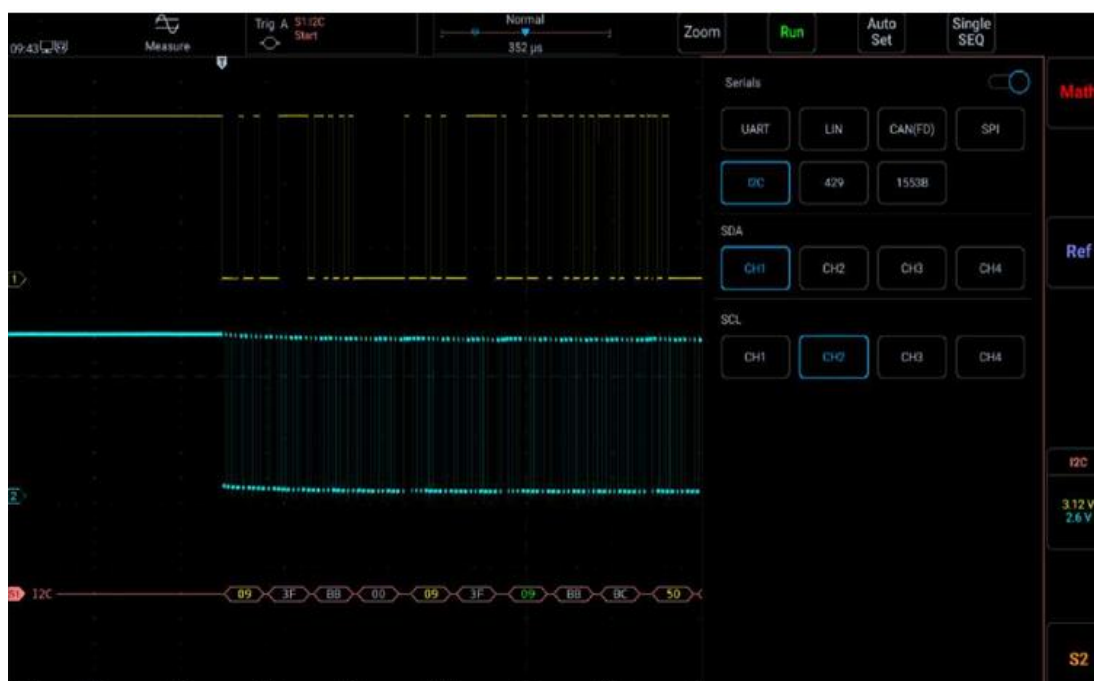 09:43
Measure
Trig A S1:I2C
Start
Normal
352 µs
Zoom
Run
Auto
Set
Single
SEQ
T
Serials
Math
UART LIN CAN(FD) SPI
I2C 429 1553B
SDA
CH1 CH2 CH3 CH4
Ref
1
SCL
CH1 CH2 CH3 CH4
2
I2C
3.12 V
2.6 V
S1 I2C 09 3F BB 00 09 3F 09 BB BC 50
S2